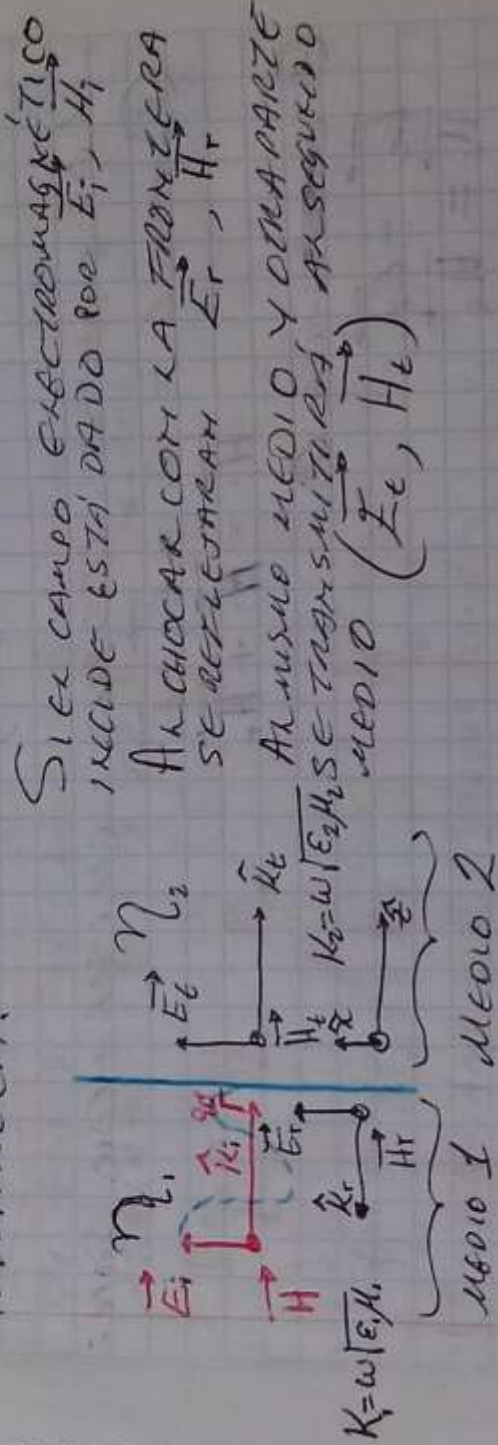 SI EL CAMPO ELECTROMAGNÉTICO
INCIDE ESTÁ DADO POR E⃗i, H⃗i
AL CHOCAR CON LA FRONTERA
SE REFLEJARAN E⃗r, H⃗r
AL MISMO MEDIO Y OTRA PARTE
SE TRANSMITIRÁ AL SEGUNDO
MEDIO (E⃗t, H⃗t)
E⃗i η₁
k̂i
H⃗
E⃗r
k̂r
H⃗r
K₁=ω√ε₁μ₁
MEDIO 1
E⃗t η₂
k̂t
H⃗t
K₂=ω√ε₂μ₂
x̂
ẑ
MEDIO 2